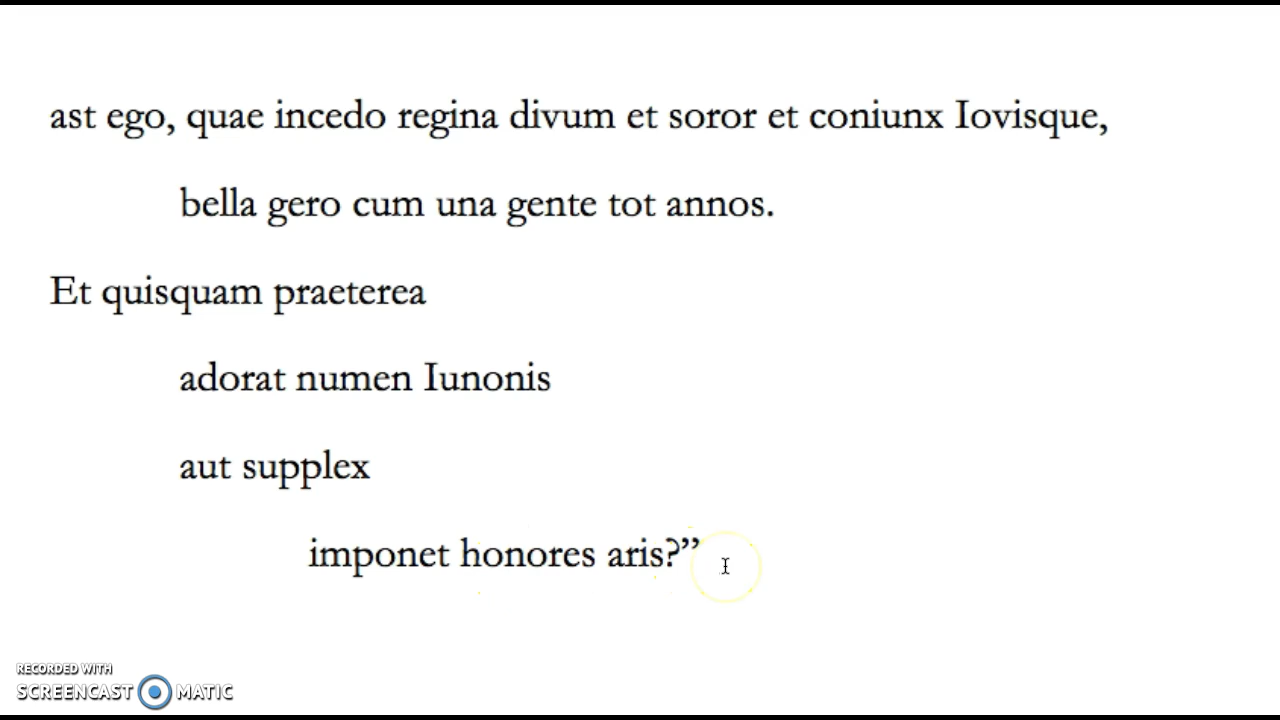 ast ego, quae incedo regina divum et soror et coniunx Iovisque,
bella gero cum una gente tot annos.
Et quisquam praeterea
adorat numen Iunonis
aut supplex
imponet honores aris?”
RECORDED WITH
SCREENCAST MATIC